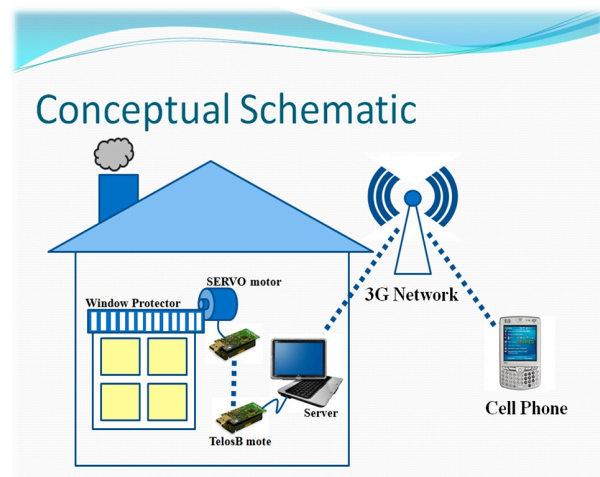 Conceptual Schematic
SERVO motor
Window Protector
3G Network
Server
Cell Phone
TelosB mote